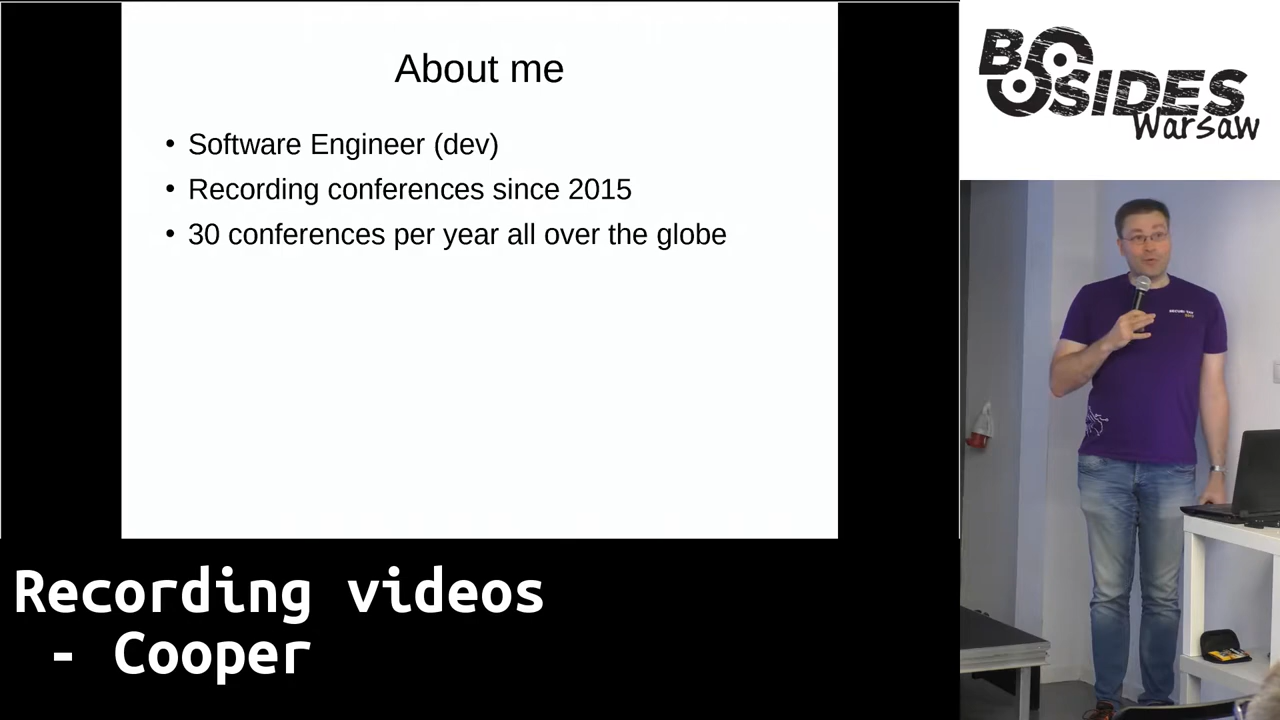 About me
• Software Engineer (dev)
• Recording conferences since 2015
• 30 conferences per year all over the globe
BSIDES
Warsaw
Recording videos
- Cooper